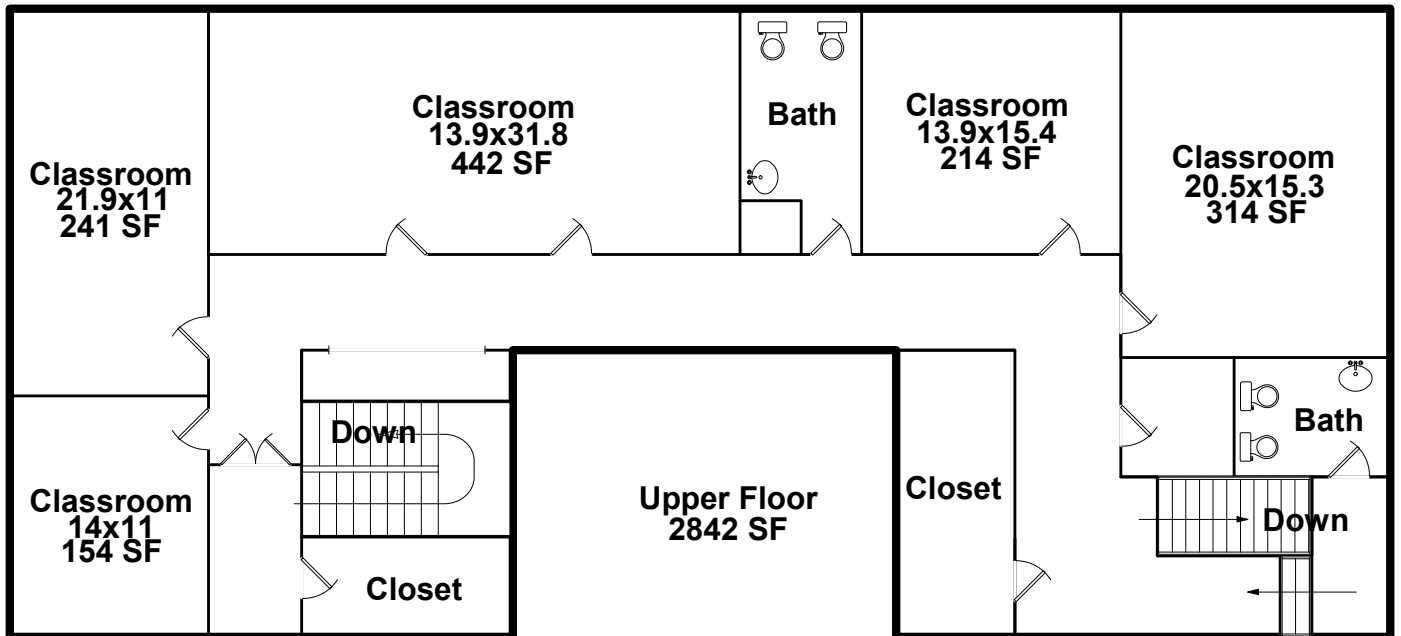 Classroom
21.9x11
241 SF
Classroom
13.9x31.8
442 SF
Bath
Classroom
13.9x15.4
214 SF
Classroom
20.5x15.3
314 SF
Down
Bath
Classroom
14x11
154 SF
Closet
Upper Floor
2842 SF
Closet
Down